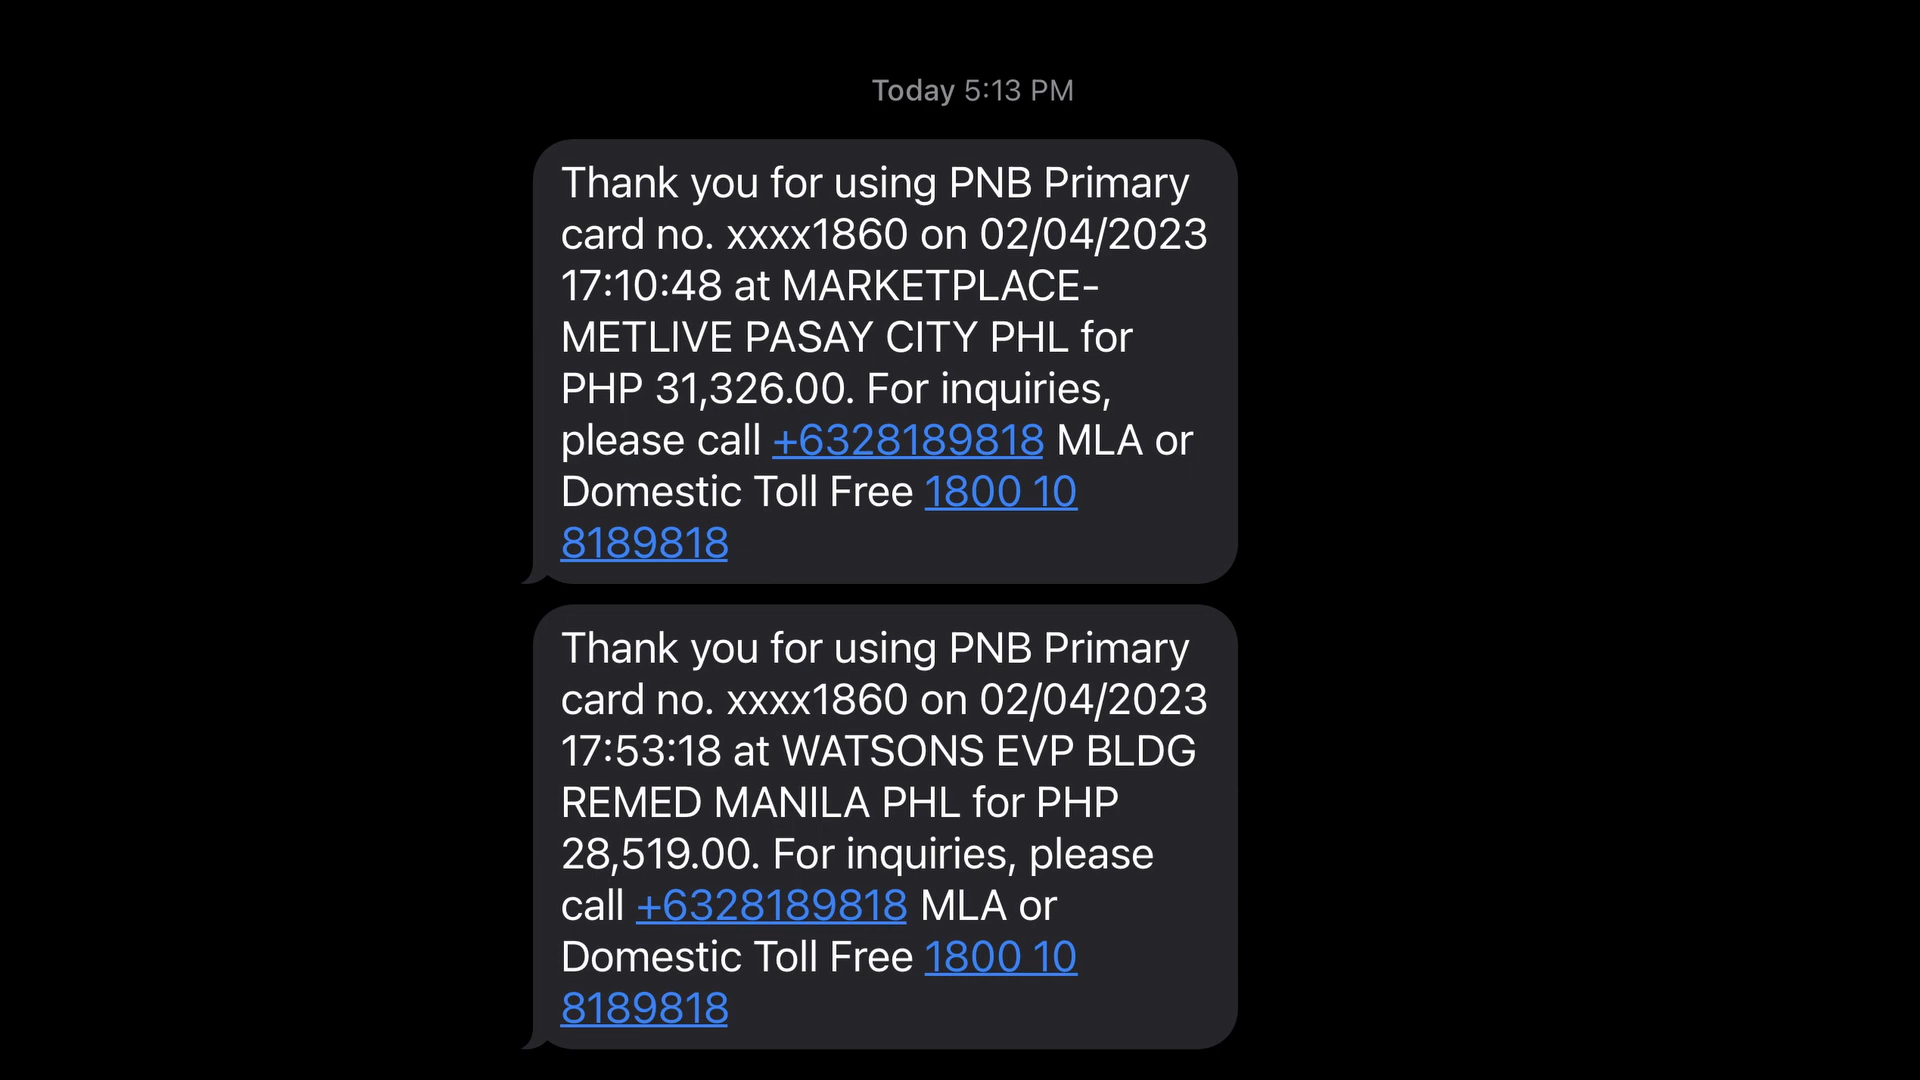 Today 5:13 PM
Thank you for using PNB Primary
card no. xxxx1860 on 02/04/2023
17:10:48 at MARKETPLACE-
METLIVE PASAY CITY PHL for
PHP 31,326.00. For inquiries,
please call +6328189818 MLA or
Domestic Toll Free 1800 10
8189818
Thank you for using PNB Primary
card no. xxxx1860 on 02/04/2023
17:53:18 at WATSONS EVP BLDG
REMED MANILA PHL for PHP
28,519.00. For inquiries, please
call +6328189818 MLA or
Domestic Toll Free 1800 10
8189818